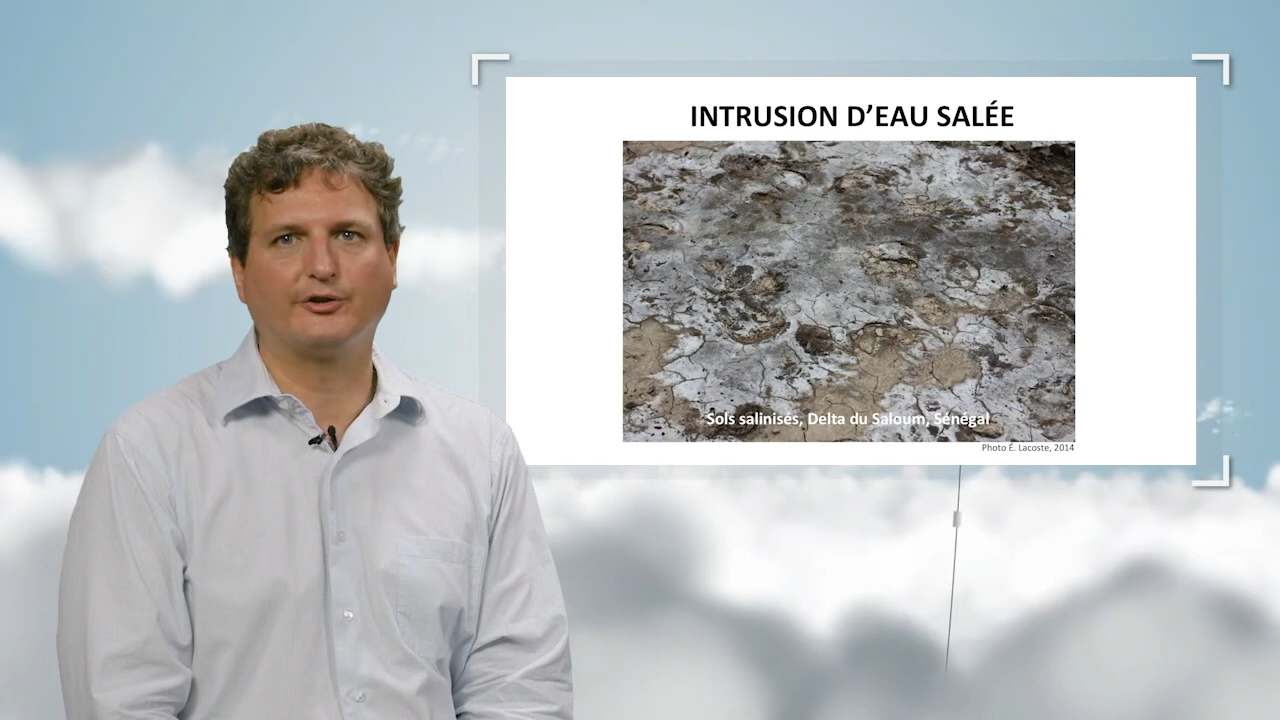 INTRUSION D’EAU SALÉE
Sols salinisés, Delta du Saloum, Sénégal
Photo É. Lacoste, 2014